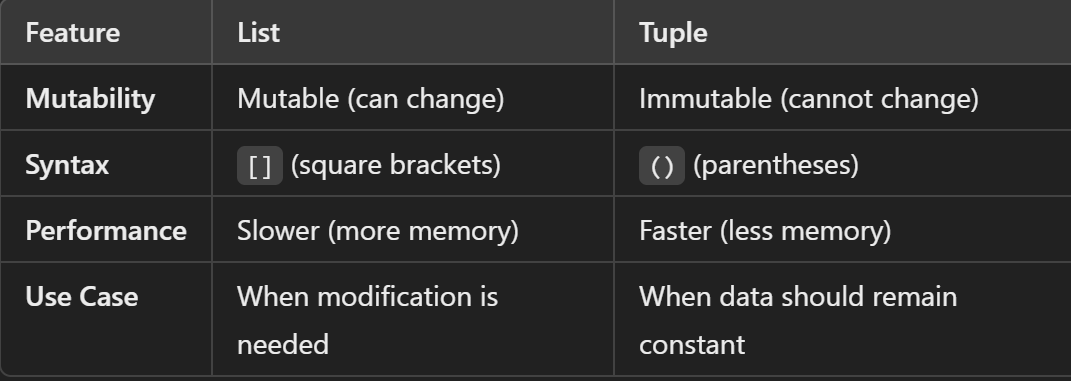 Feature List Tuple
Mutability Mutable (can change) Immutable (cannot change)
Syntax [] (square brackets) () (parentheses)
Performance Slower (more memory) Faster (less memory)
Use Case When modification is When data should remain
needed constant